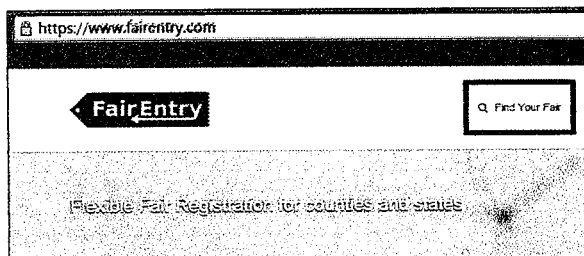 https://www.fairentry.com
FairEntry
Find Your Fair
Flexible Fair Registration for counties and states